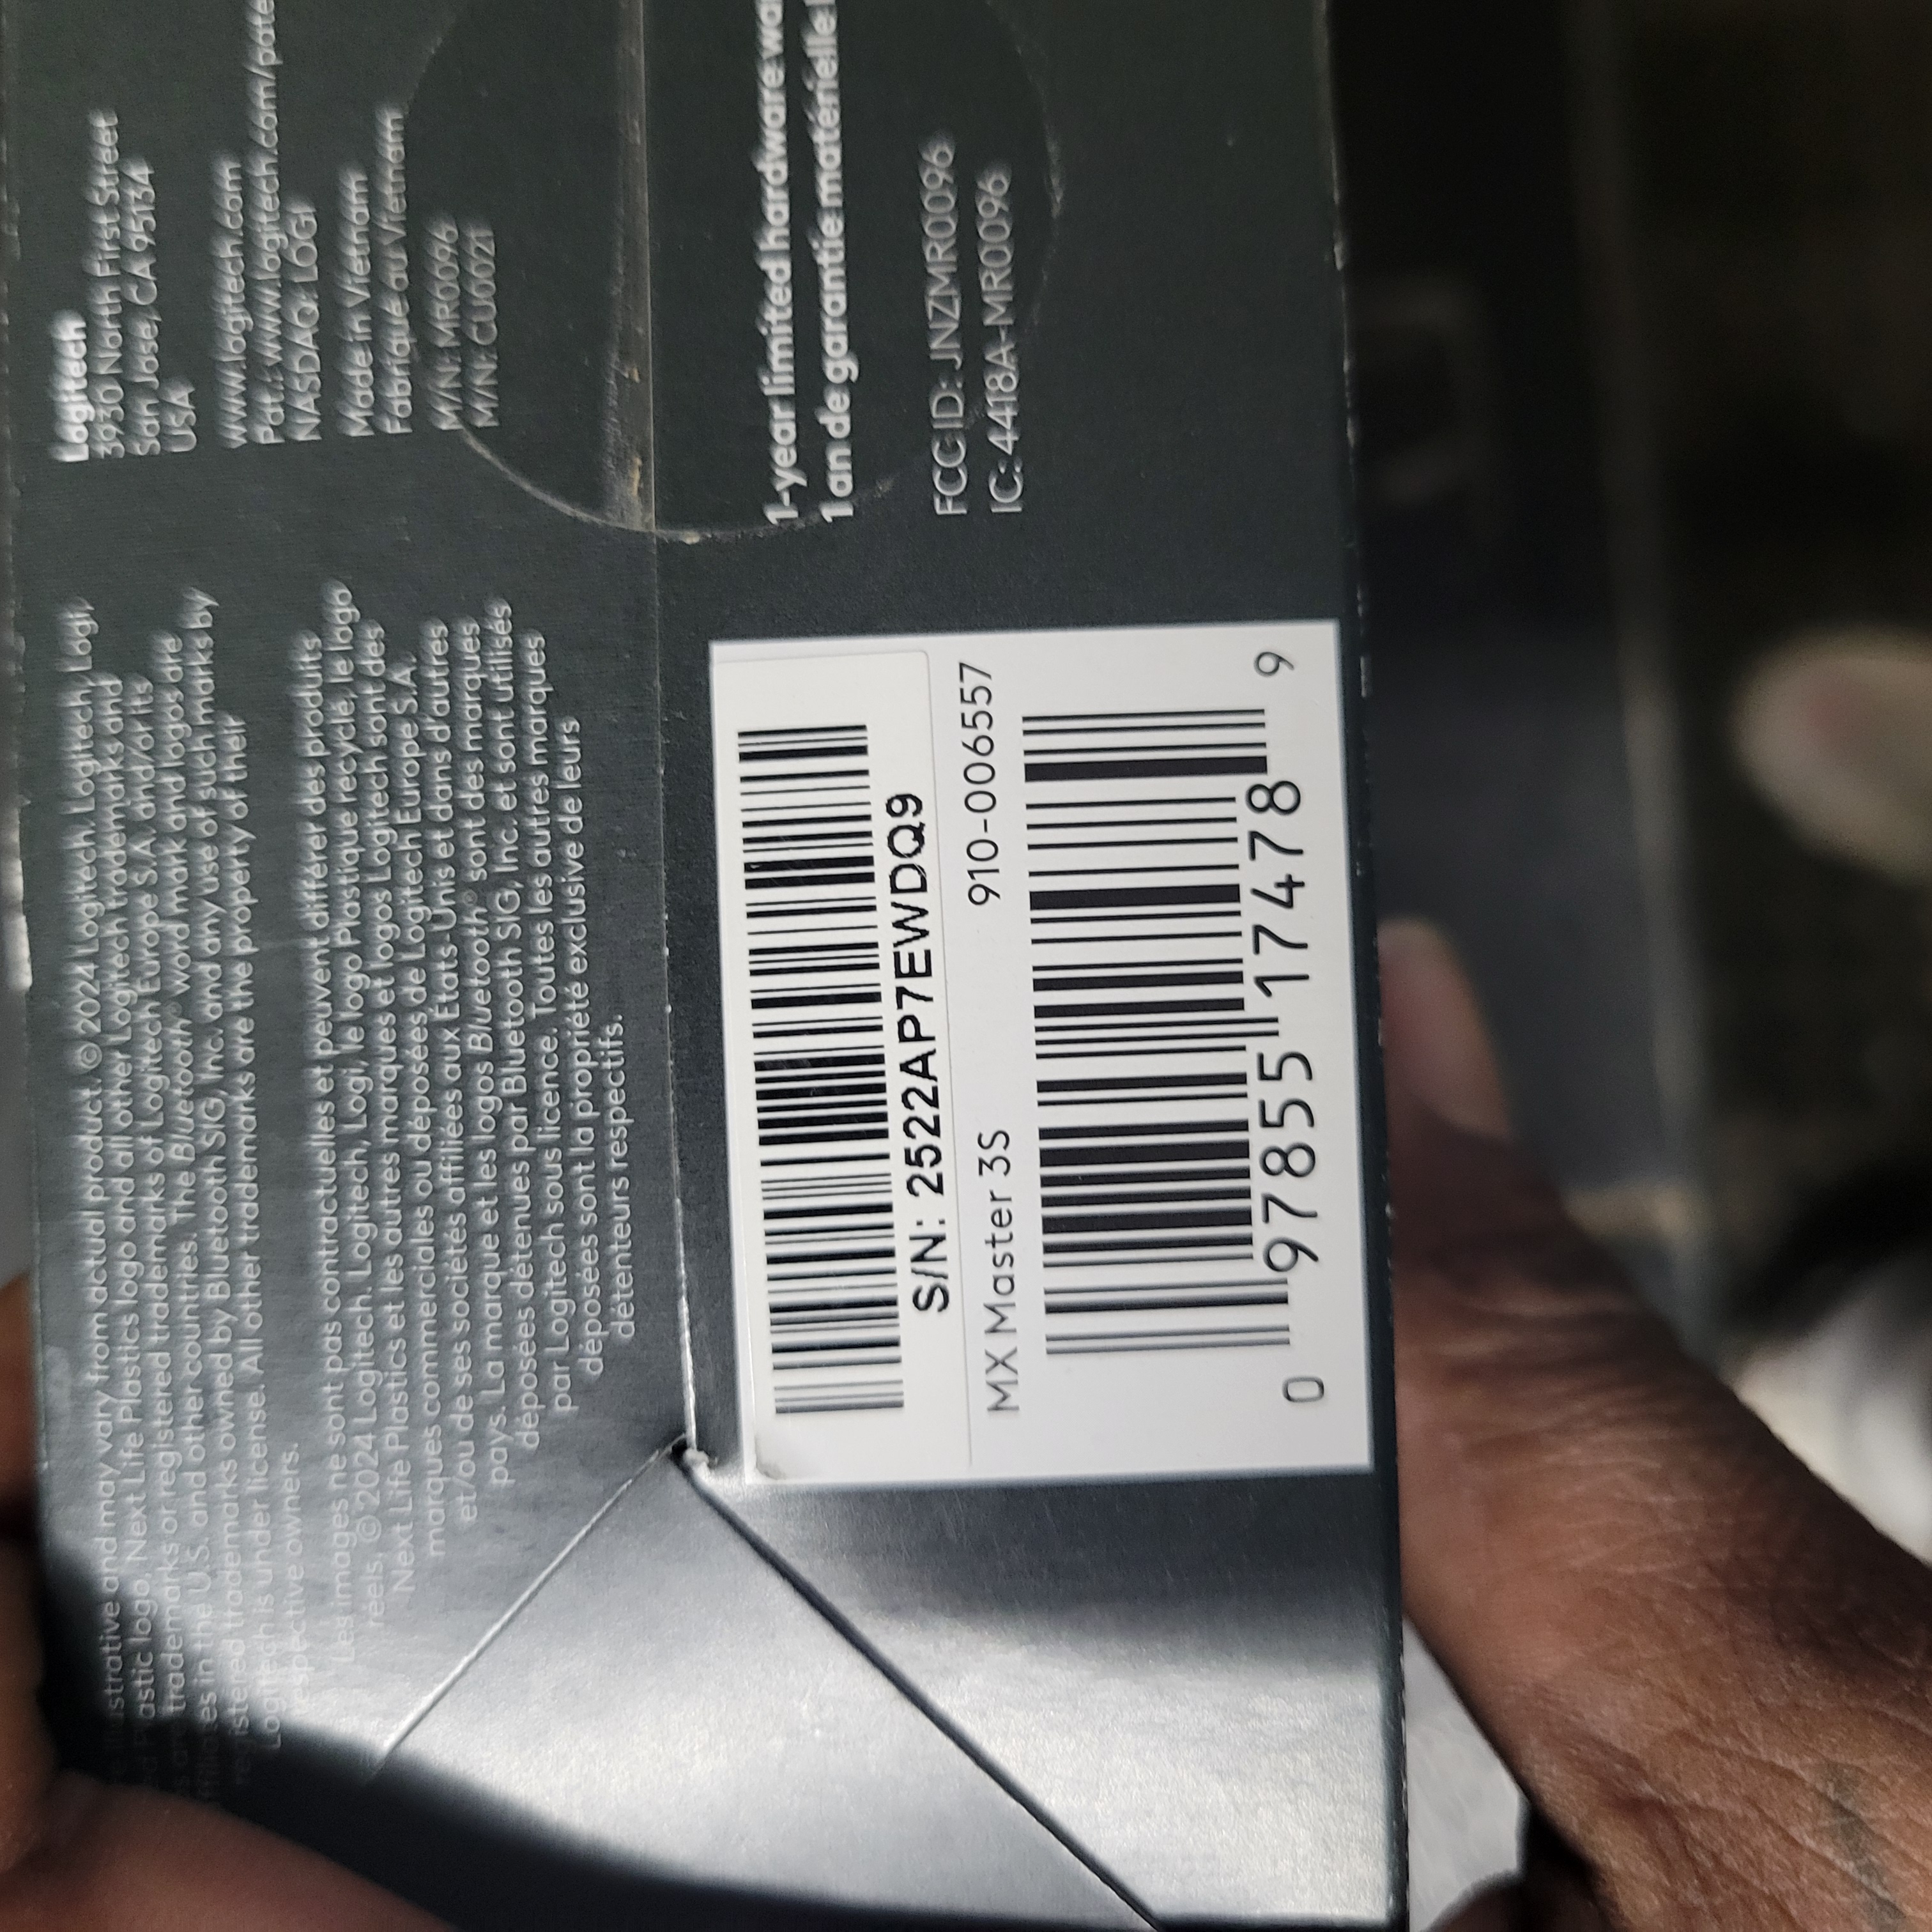 strative and may vary from actual product. © 2024 Logitech. Logitech, Logi,
astic logo, Next Life Plastics logo and all other Logitech trademarks and
trademarks or registered trademarks of Logitech Europe S.A. and/or its
es in the U.S. and other countries. The Bluetooth® word mark and logos are
istered trademarks owned by Bluetooth SIG, Inc. and any use of such marks by
Logitech is under license. All other trademarks are the property of their
respective owners.
Les images ne sont pas contractuelles et peuvent différer des produits
réels. © 2024 Logitech. Logitech, Logi, le logo Plastique recyclé, le logo
Next Life Plastics et les autres marques et logos Logitech sont des
marques commerciales ou déposées de Logitech Europe S.A.
et/ou de ses sociétés affiliées aux États-Unis et dans d'autres
pays. La marque et les logos Bluetooth® sont des marques
déposées détenues par Bluetooth SIG, Inc. et sont utilisés
par Logitech sous licence. Toutes les autres marques
déposées sont la propriété exclusive de leurs
détenteurs respectifs.
Logitech
3930 North First Street
San Jose, CA 95134
USA
www.logitech.com
Pat.: www.logitech.com/pate
NASDAQ: LOGI
Made in Vietnam
Fabriqué au Vietnam
M/N: MR0096
M/N: CU0021
1-year limited hardware wa
1 an de garantie matérielle
FCC ID: JNZMR0096
IC: 4418A-MR0096
S/N: 2522AP7EWDQ9
MX Master 3S 910-006557
0 97855 17478 9